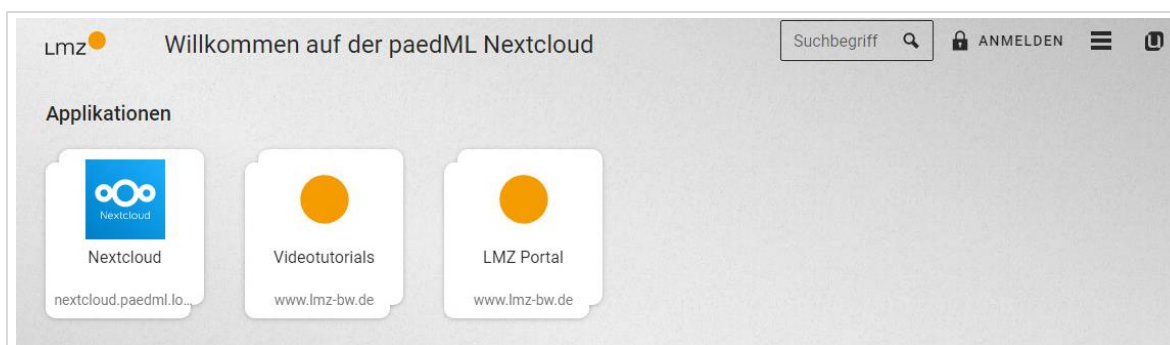 Lmz
Willkommen auf der paedML Nextcloud
Suchbegriff
ANMELDEN
Applikationen
Nextcloud
Nextcloud
nextcloud.paedml.lo...
Videotutorials
www.lmz-bw.de
LMZ Portal
www.lmz-bw.de